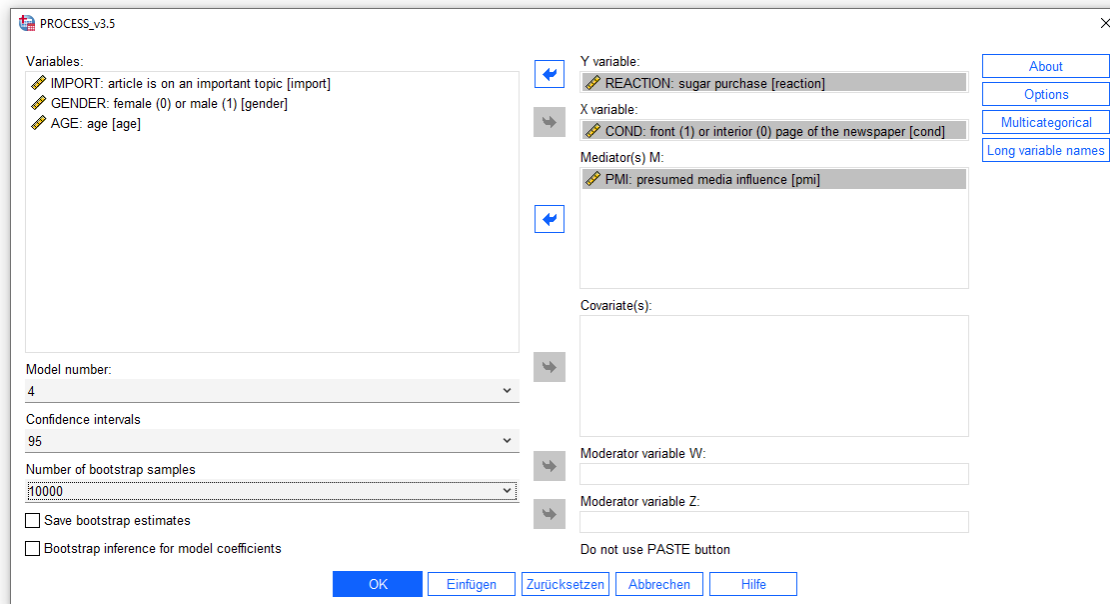 PROCESS_v3.5
Variables:
IMPORT: article is on an important topic [import]
GENDER: female (0) or male (1) [gender]
AGE: age [age]
Model number:
4
Confidence intervals
95
Number of bootstrap samples
10000
Save bootstrap estimates
Bootstrap inference for model coefficients
Y variable:
REACTION: sugar purchase [reaction]
X variable:
COND: front (1) or interior (0) page of the newspaper [cond]
Mediator(s) M:
PMI: presumed media influence [pmi]
Covariate(s):
Moderator variable W:
Moderator variable Z:
Do not use PASTE button
About
Options
Multicategorical
Long variable names
OK
Einfügen
Zurücksetzen
Abbrechen
Hilfe